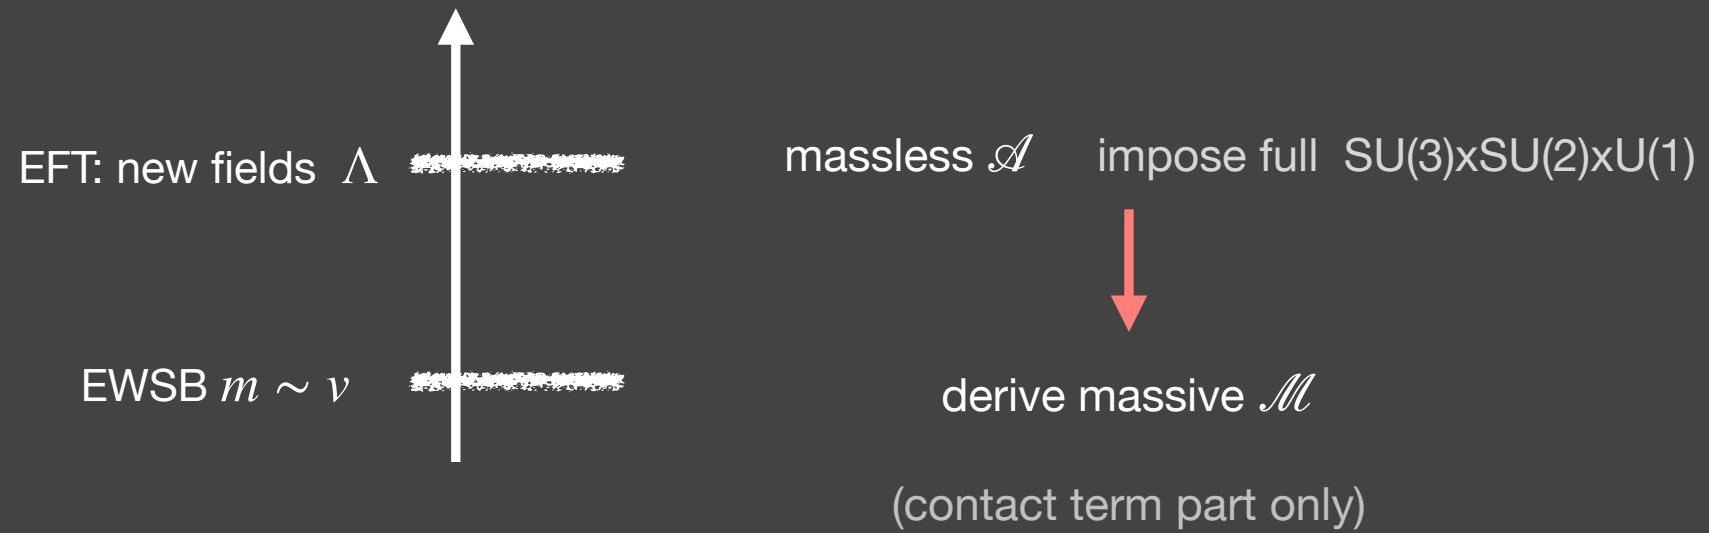 EFT: new fields Λ
massless 𝒜 impose full SU(3)xSU(2)xU(1)
EWSB m ∼ v
derive massive ℳ
(contact term part only)